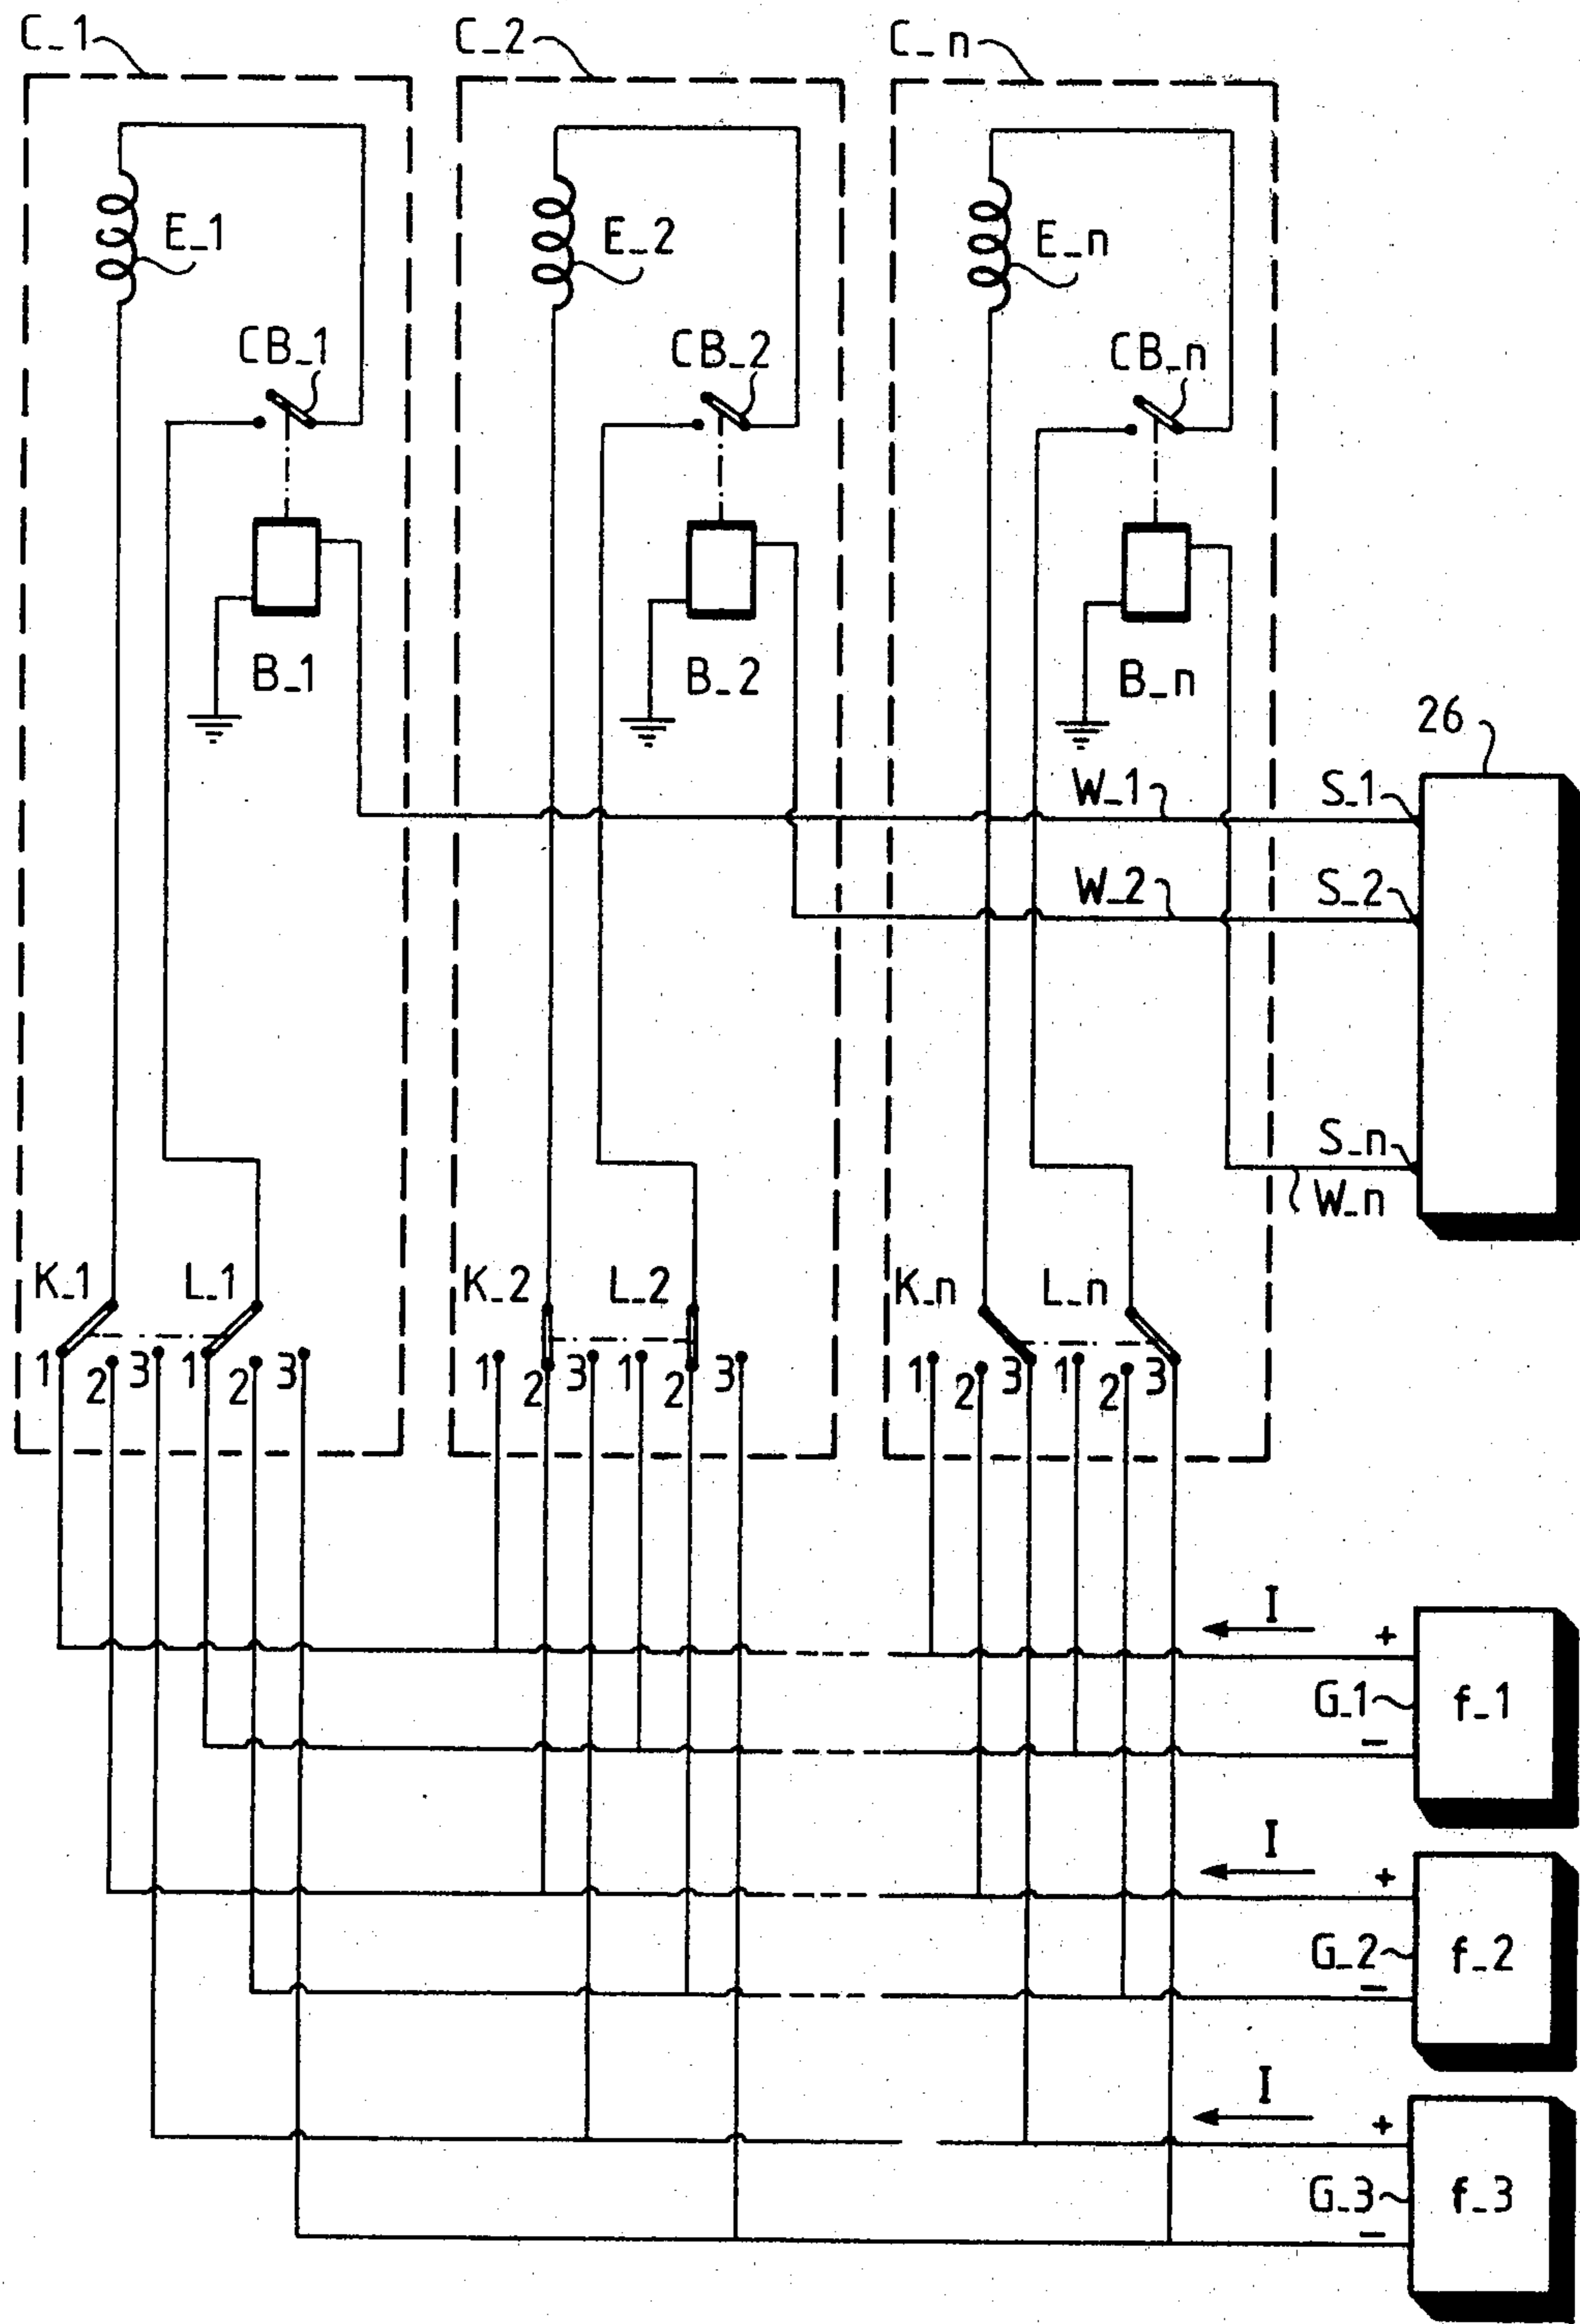 C_1 C_2 C_n
E_1 E_2 E_n
CB_1 CB_2 CB_n
B_1 B_2 B_n
26
W_1 S_1
W_2 S_2
S_n
W_n
K_1 L_1 K_2 L_2 K_n L_n
1 2 3 1 2 3 1 2 3 1 2 3 1 2 3 1 2 3
I +
G_1 f_1
−
I +
G_2 f_2
−
I +
G_3 f_3
−